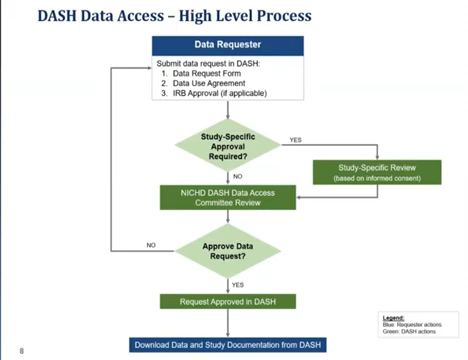 DASH Data Access – High Level Process
Data Requester
Submit data request in DASH:
1. Data Request Form
2. Data Use Agreement
3. IRB Approval (if applicable)
Study-Specific
Approval
Required?
YES
Study-Specific Review
(based on informed consent)
NO
NICHD DASH Data Access
Committee Review
Approve Data
Request?
NO
YES
Request Approved in DASH
Download Data and Study Documentation from DASH
Legend:
Blue: Requester actions
Green: DASH actions
8